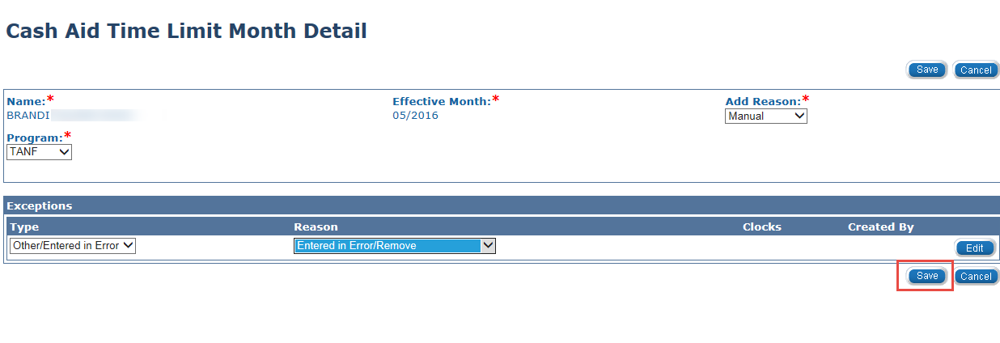 Cash Aid Time Limit Month Detail
Save Cancel
Name:* Effective Month:* Add Reason:*
BRANDI 05/2016 Manual
Program:*
TANF
Exceptions
Type Reason Clocks Created By
Other/Entered in Error Entered in Error/Remove Edit
Save Cancel